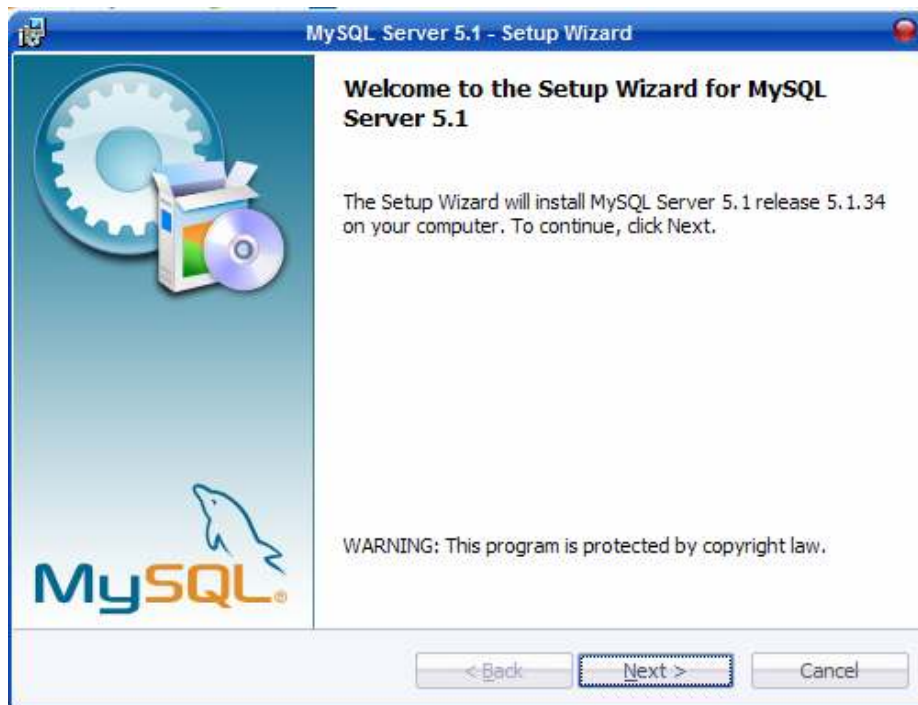 MySQL Server 5.1 - Setup Wizard
Welcome to the Setup Wizard for MySQL
Server 5.1
The Setup Wizard will install MySQL Server 5.1 release 5.1.34
on your computer. To continue, click Next.
WARNING: This program is protected by copyright law.
MySQL®
< Back Next > Cancel